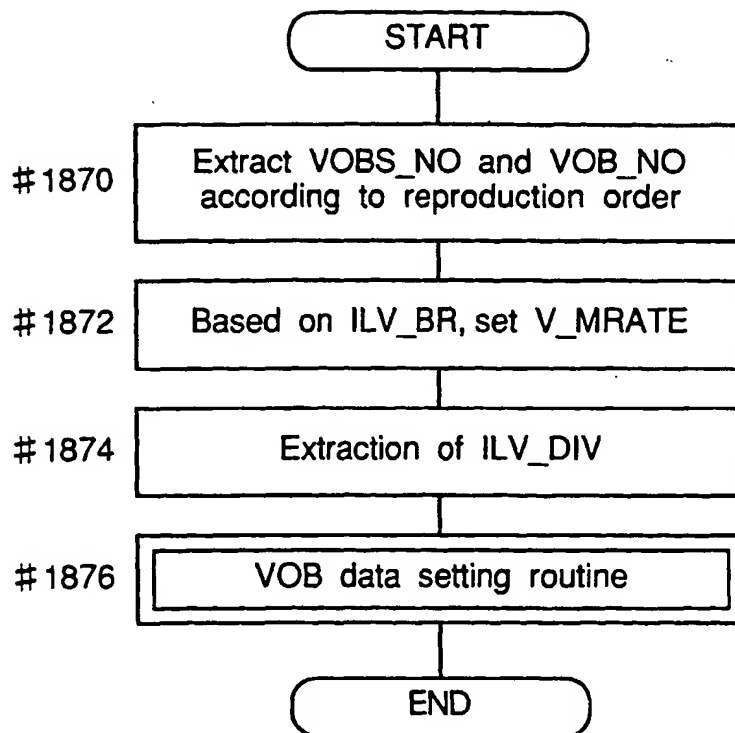 START
#1870
Extract VOBS_NO and VOB_NO
according to reproduction order
#1872
Based on ILV_BR, set V_MRATE
#1874
Extraction of ILV_DIV
#1876
VOB data setting routine
END